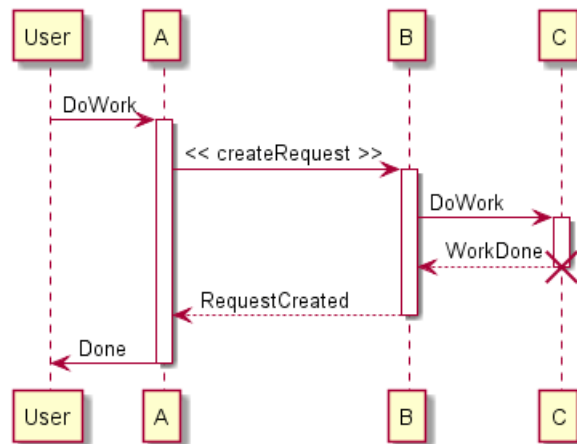 User A B C
DoWork
<< createRequest >>
DoWork
WorkDone
RequestCreated
Done
User A B C